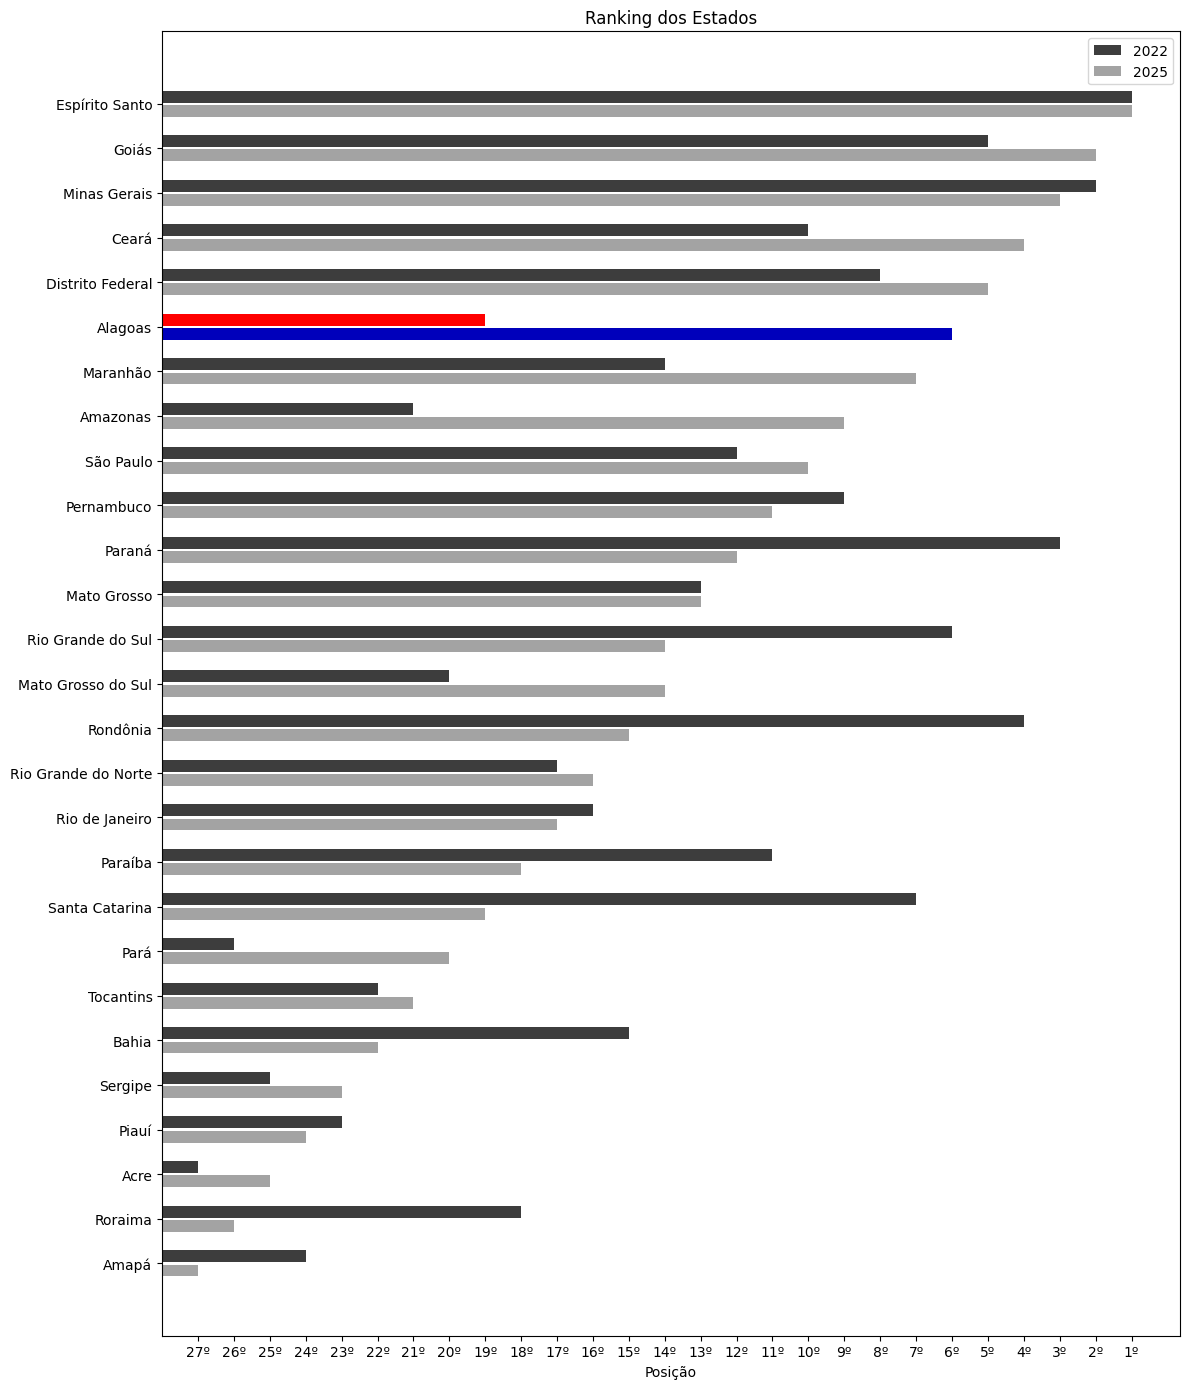 Ranking dos Estados
2022
2025
Espírito Santo
Goiás
Minas Gerais
Ceará
Distrito Federal
Alagoas
Maranhão
Amazonas
São Paulo
Pernambuco
Paraná
Mato Grosso
Rio Grande do Sul
Mato Grosso do Sul
Rondônia
Rio Grande do Norte
Rio de Janeiro
Paraíba
Santa Catarina
Pará
Tocantins
Bahia
Sergipe
Piauí
Acre
Roraima
Amapá
27º 26º 25º 24º 23º 22º 21º 20º 19º 18º 17º 16º 15º 14º 13º 12º 11º 10º 9º 8º 7º 6º 5º 4º 3º 2º 1º
Posição